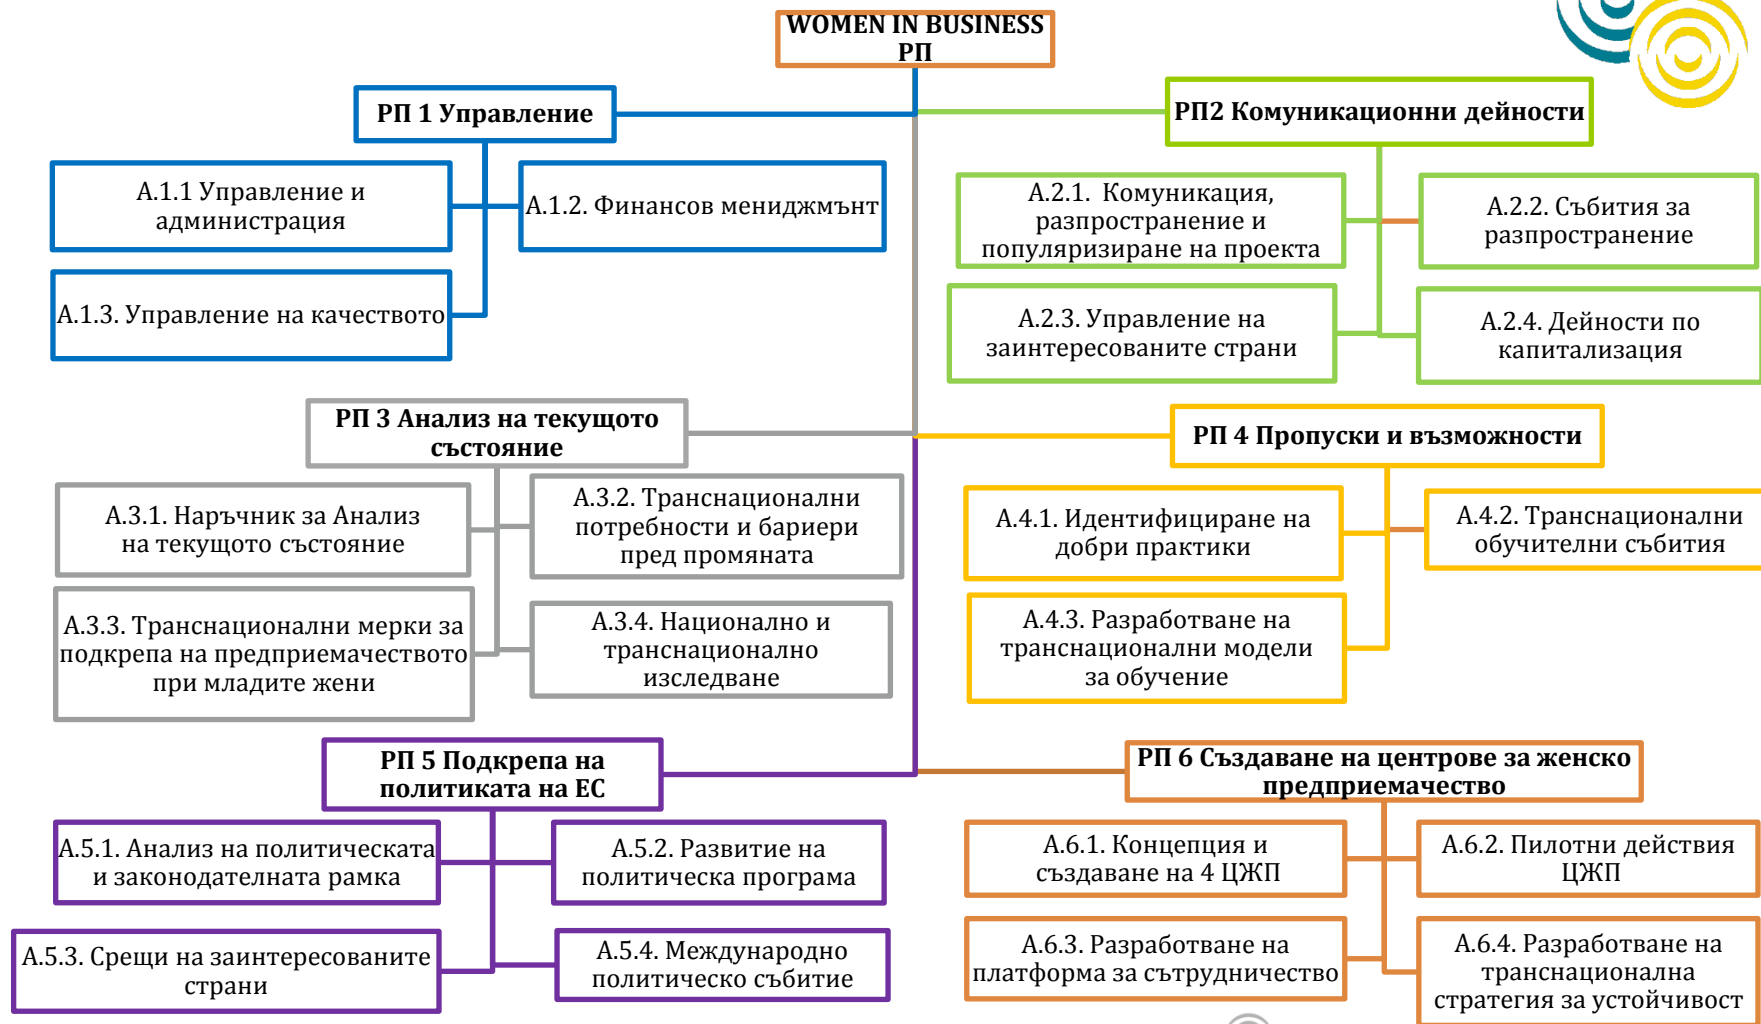 WOMEN IN BUSINESS
РП
РП 1 Управление
А.1.1 Управление и
администрация
А.1.2. Финансов мениджмънт
А.1.3. Управление на качеството
РП2 Комуникационни дейности
А.2.1. Комуникация,
разпространение и
популяризиране на проекта
А.2.2. Събития за
разпространение
А.2.3. Управление на
заинтересованите страни
А.2.4. Дейности по
капитализация
РП 3 Анализ на текущото
състояние
А.3.1. Наръчник за Анализ
на текущото състояние
А.3.2. Транснационални
потребности и бариери
пред промяната
А.3.3. Транснационални мерки за
подкрепа на предприемачеството
при младите жени
А.3.4. Национално и
транснационално
изследване
РП 4 Пропуски и възможности
А.4.1. Идентифициране на
добри практики
А.4.2. Транснационални
обучителни събития
А.4.3. Разработване на
транснационални модели
за обучение
РП 5 Подкрепа на
политиката на ЕС
А.5.1. Анализ на политическата
и законодателната рамка
А.5.2. Развитие на
политическа програма
А.5.3. Срещи на заинтересованите
страни
А.5.4. Международно
политическо събитие
РП 6 Създаване на центрове за женско
предприемачество
А.6.1. Концепция и
създаване на 4 ЦЖП
А.6.2. Пилотни действия
ЦЖП
А.6.3. Разработване на
платформа за сътрудничество
А.6.4. Разработване на
транснационална
стратегия за устойчивост